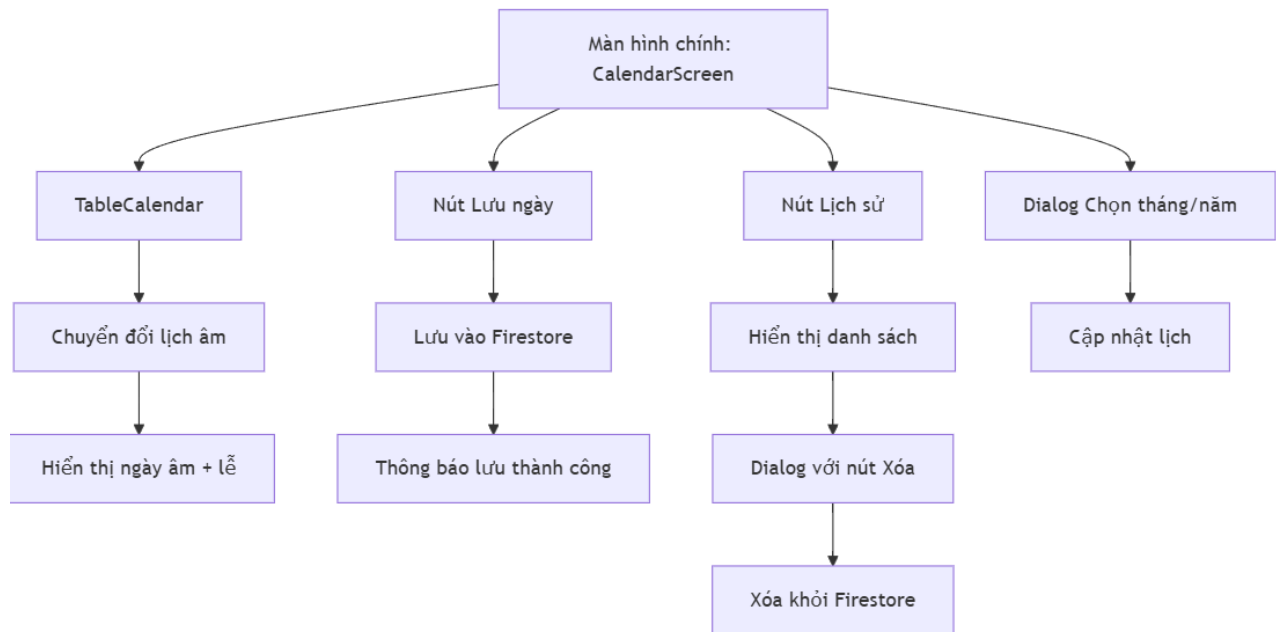 Màn hình chính:
CalendarScreen
TableCalendar
Nút Lưu ngày
Nút Lịch sử
Dialog Chọn tháng/năm
Chuyển đổi lịch âm
Lưu vào Firestore
Hiển thị danh sách
Cập nhật lịch
Hiển thị ngày âm + lễ
Thông báo lưu thành công
Dialog với nút Xóa
Xóa khỏi Firestore